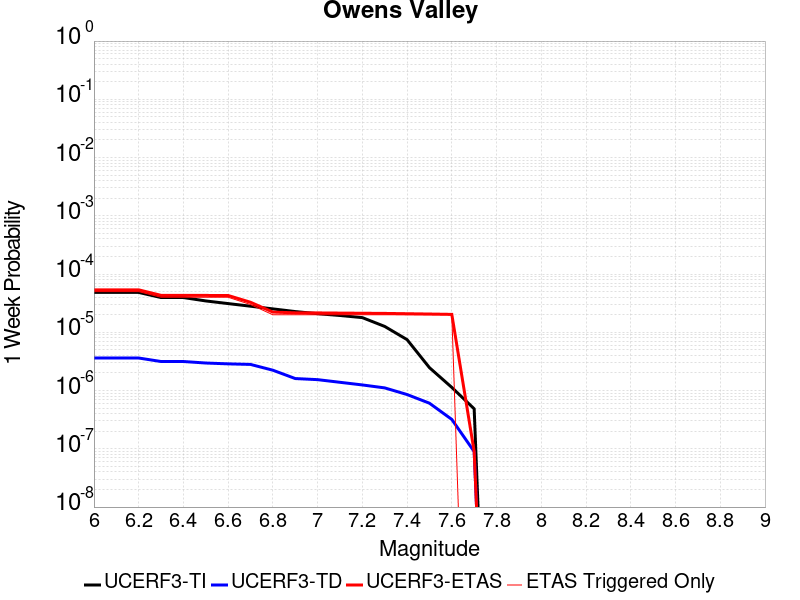 Owens Valley
1 Week Probability
10^0
10^-1
10^-2
10^-3
10^-4
10^-5
10^-6
10^-7
10^-8
6 6.2 6.4 6.6 6.8 7 7.2 7.4 7.6 7.8 8 8.2 8.4 8.6 8.8 9
Magnitude
UCERF3-TI UCERF3-TD UCERF3-ETAS ETAS Triggered Only